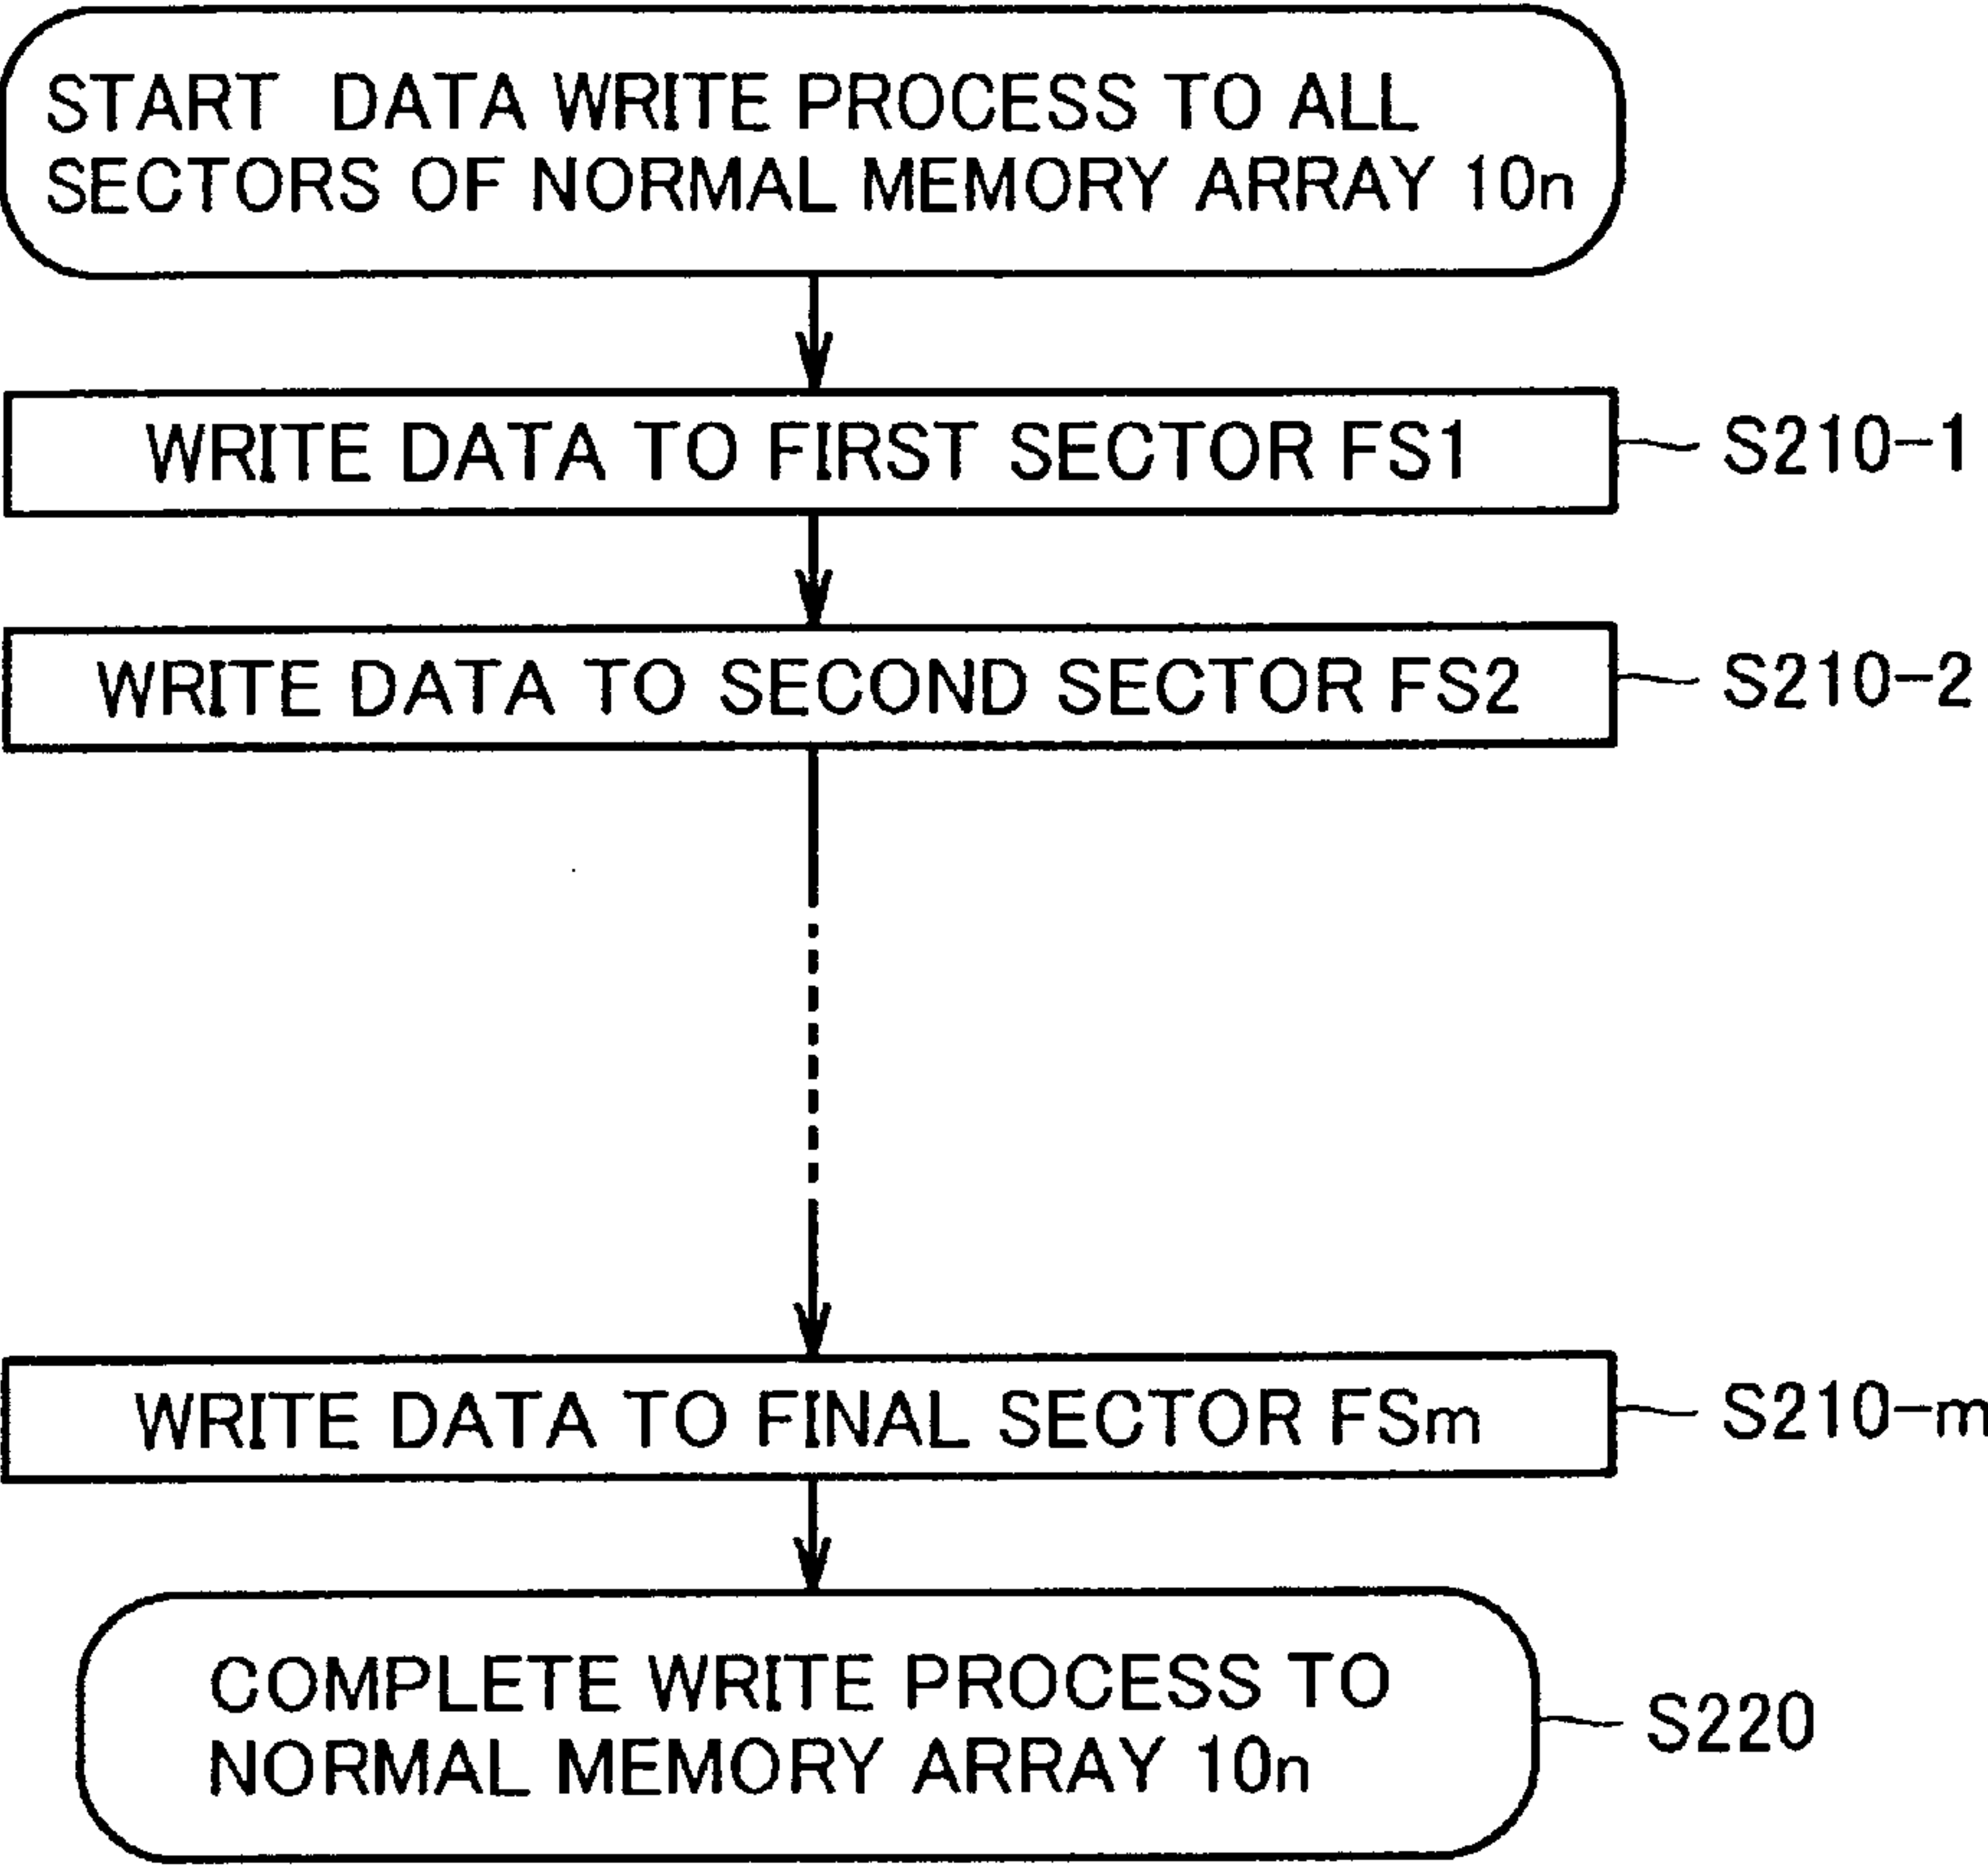 START DATA WRITE PROCESS TO ALL
SECTORS OF NORMAL MEMORY ARRAY 10n
WRITE DATA TO FIRST SECTOR FS1
S210-1
WRITE DATA TO SECOND SECTOR FS2
S210-2
WRITE DATA TO FINAL SECTOR FSm
S210-m
COMPLETE WRITE PROCESS TO
NORMAL MEMORY ARRAY 10n
S220